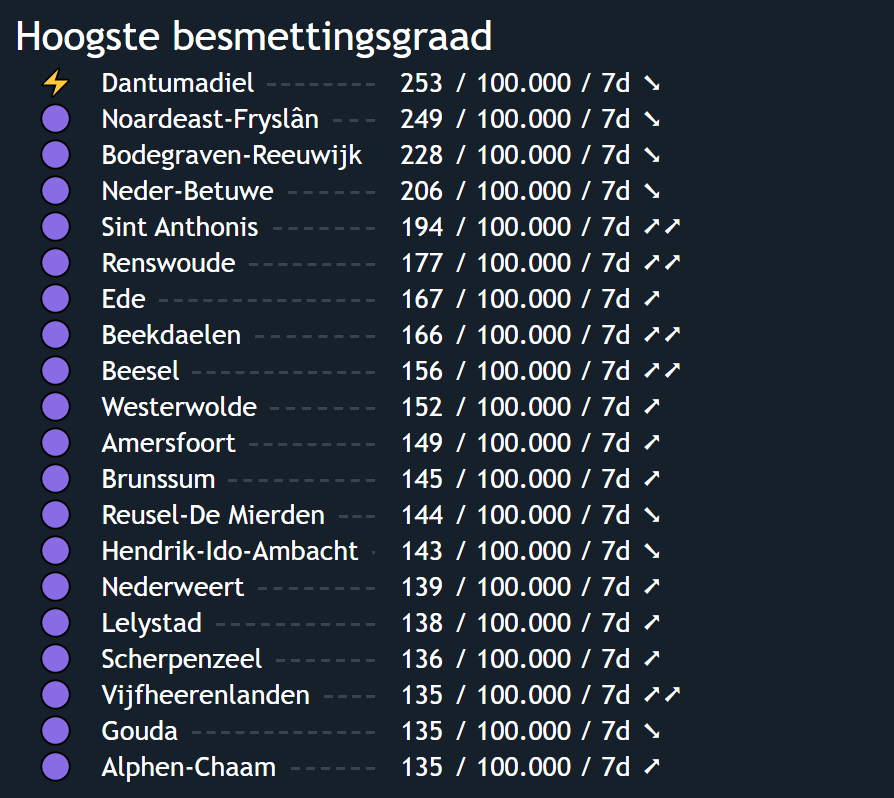 Hoogste besmettingsgraad
Dantumadiel 253 / 100.000 / 7d ➘
Noardeast-Fryslân 249 / 100.000 / 7d ➘
Bodegraven-Reeuwijk 228 / 100.000 / 7d ➘
Neder-Betuwe 206 / 100.000 / 7d ➘
Sint Anthonis 194 / 100.000 / 7d ➚➚
Renswoude 177 / 100.000 / 7d ➚➚
Ede 167 / 100.000 / 7d ➚
Beekdaelen 166 / 100.000 / 7d ➚➚
Beesel 156 / 100.000 / 7d ➚➚
Westerwolde 152 / 100.000 / 7d ➚
Amersfoort 149 / 100.000 / 7d ➚
Brunssum 145 / 100.000 / 7d ➚
Reusel-De Mierden 144 / 100.000 / 7d ➘
Hendrik-Ido-Ambacht 143 / 100.000 / 7d ➘
Nederweert 139 / 100.000 / 7d ➚
Lelystad 138 / 100.000 / 7d ➚
Scherpenzeel 136 / 100.000 / 7d ➚
Vijfheerenlanden 135 / 100.000 / 7d ➚➚
Gouda 135 / 100.000 / 7d ➘
Alphen-Chaam 135 / 100.000 / 7d ➚